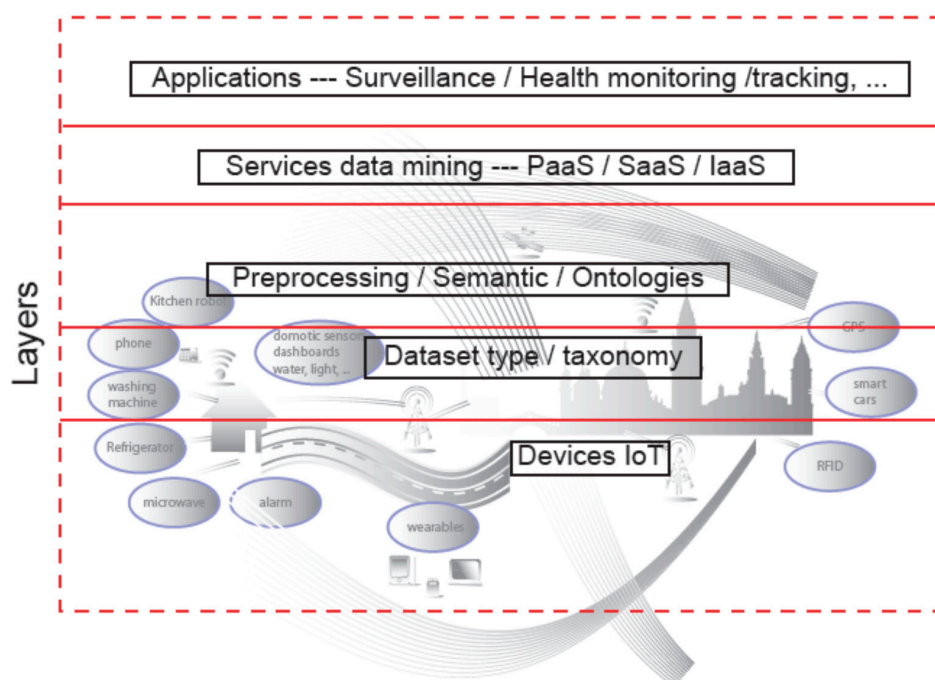 Layers
Applications --- Surveillance / Health monitoring /tracking, ...
Services data mining --- PaaS / SaaS / IaaS
Preprocessing / Semantic / Ontologies
Kitchen robot
GPS
phone
domotic sensors
dashboards
water, light, ..
Dataset type / taxonomy
washing
machine
smart
cars
Refrigerator
Devices IoT
RFID
microwave
alarm
wearables